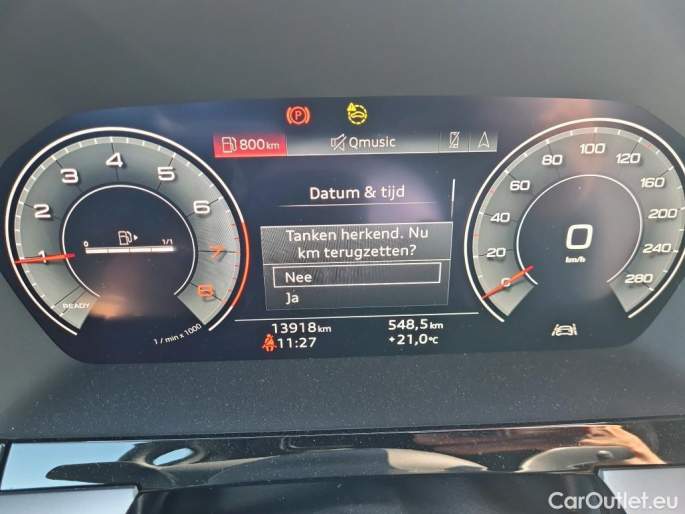 P
800 km
Qmusic
Datum & tijd
Tanken herkend. Nu
km terugzetten?
Nee
Ja
13918 km
548,5 km
11:27
+21,0 °C
READY
1
2
3
4
5
6
7
8
1 / min x 1000
0
1/1
0
20
40
60
80
100
120
160
200
240
280
0
km/h
CarOutlet.eu